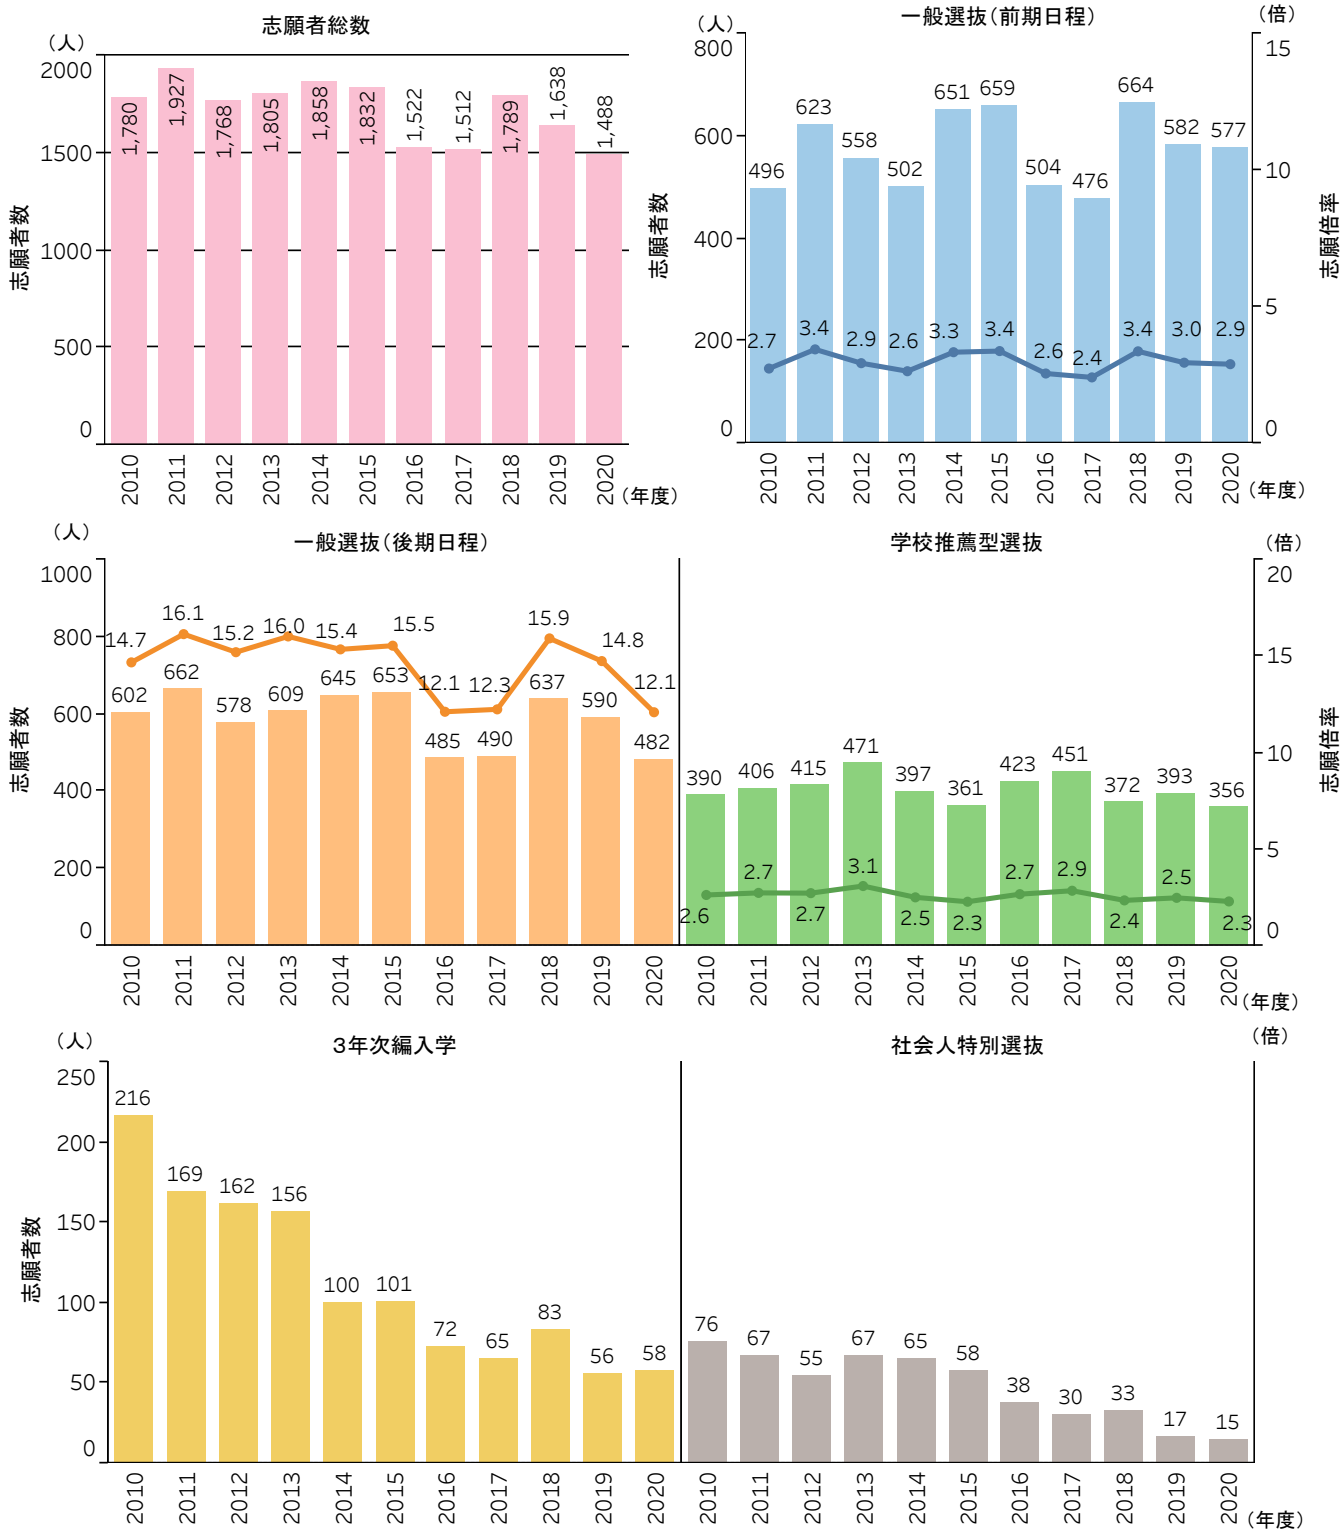 志願者総数
（人）
2000
1500
1000
500
0
志願者数
1,780
1,927
1,768
1,805
1,858
1,832
1,522
1,512
1,789
1,638
1,488
2010 2011 2012 2013 2014 2015 2016 2017 2018 2019 2020
（年度）
一般選抜（前期日程）
（人）
（倍）
800
600
400
200
0
志願者数
15
10
5
0
志願倍率
496 623 558 502 651 659 504 476 664 582 577
2.7 3.4 2.9 2.6 3.3 3.4 2.6 2.4 3.4 3.0 2.9
2010 2011 2012 2013 2014 2015 2016 2017 2018 2019 2020
（年度）
一般選抜（後期日程）
（人）
1000
800
600
400
200
0
志願者数
14.7 16.1 15.2 16.0 15.4 15.5 12.1 12.3 15.9 14.8 12.1
602 662 578 609 645 653 485 490 637 590 482
2010 2011 2012 2013 2014 2015 2016 2017 2018 2019 2020
学校推薦型選抜
（倍）
20
15
10
5
0
志願倍率
390 406 415 471 397 361 423 451 372 393 356
2.6 2.7 2.7 3.1 2.5 2.3 2.7 2.9 2.4 2.5 2.3
2010 2011 2012 2013 2014 2015 2016 2017 2018 2019 2020
（年度）
3年次編入学
（人）
250
200
150
100
50
0
志願者数
216 169 162 156 100 101 72 65 83 56 58
2010 2011 2012 2013 2014 2015 2016 2017 2018 2019 2020
社会人特別選抜
（倍）
76 67 55 67 65 58 38 30 33 17 15
2010 2011 2012 2013 2014 2015 2016 2017 2018 2019 2020
（年度）